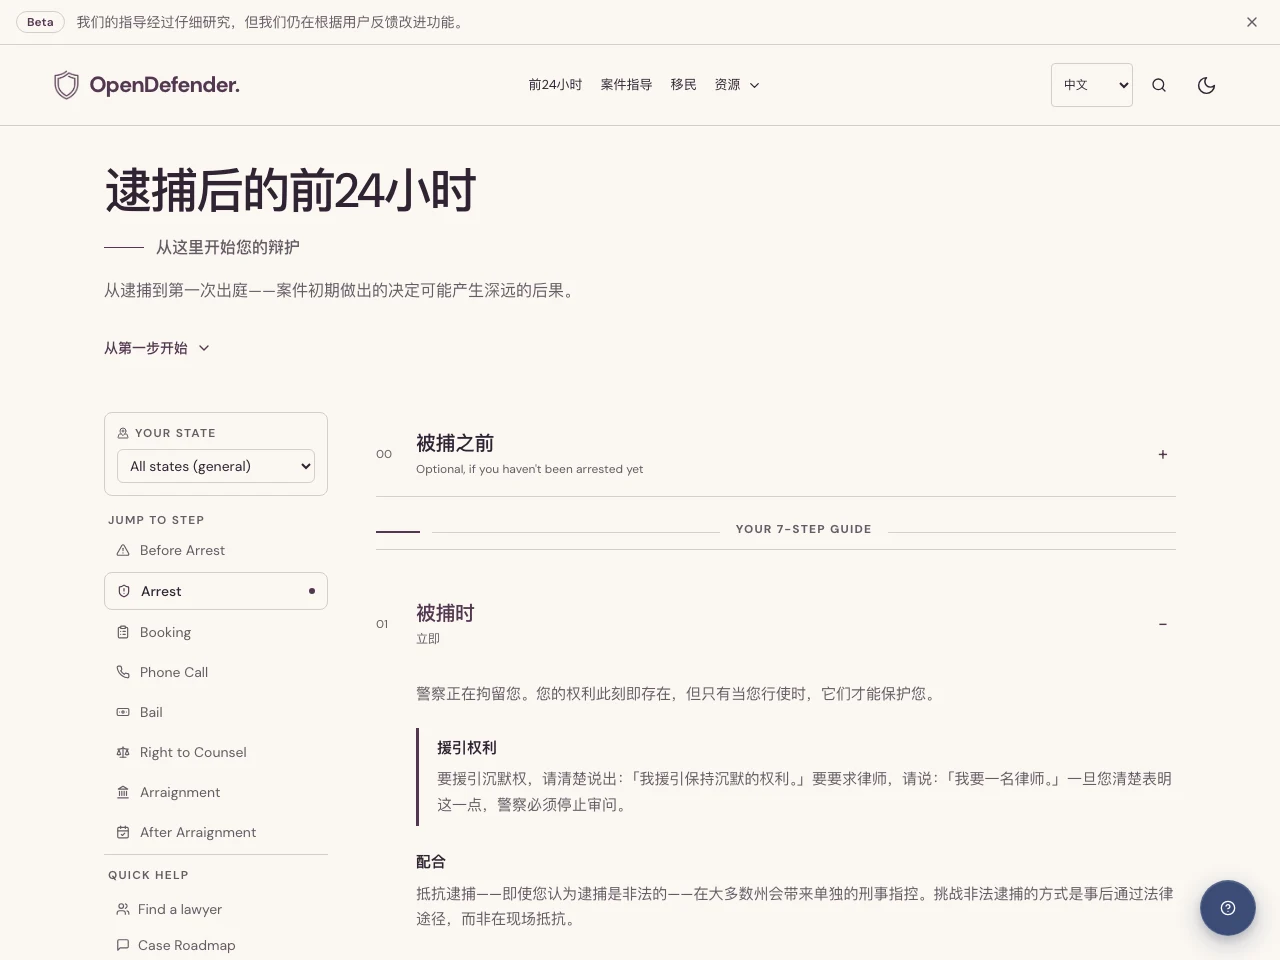 Beta 我们的指导经过仔细研究，但我们仍在根据用户反馈改进功能。
OpenDefender.
前24小时 案件指导 移民 资源
中文
逮捕后的前24小时
从这里开始您的辩护
从逮捕到第一次出庭——案件初期做出的决定可能产生深远的后果。
从第一步开始
YOUR STATE
All states (general)
JUMP TO STEP
Before Arrest
Arrest
Booking
Phone Call
Bail
Right to Counsel
Arraignment
After Arraignment
QUICK HELP
Find a lawyer
Case Roadmap
00 被捕之前
Optional, if you haven't been arrested yet
YOUR 7-STEP GUIDE
01 被捕时
立即
警察正在拘留您。您的权利此刻即存在，但只有当您行使时，它们才能保护您。
援引权利
要援引沉默权，请清楚说出：「我援引保持沉默的权利。」要要求律师，请说：「我要一名律师。」一旦您清楚表明
这一点，警察必须停止审问。
配合
抵抗逮捕——即使您认为逮捕是非法的——在大多数州会带来单独的刑事指控。挑战非法逮捕的方式是事后通过法律
途径，而非在现场抵抗。